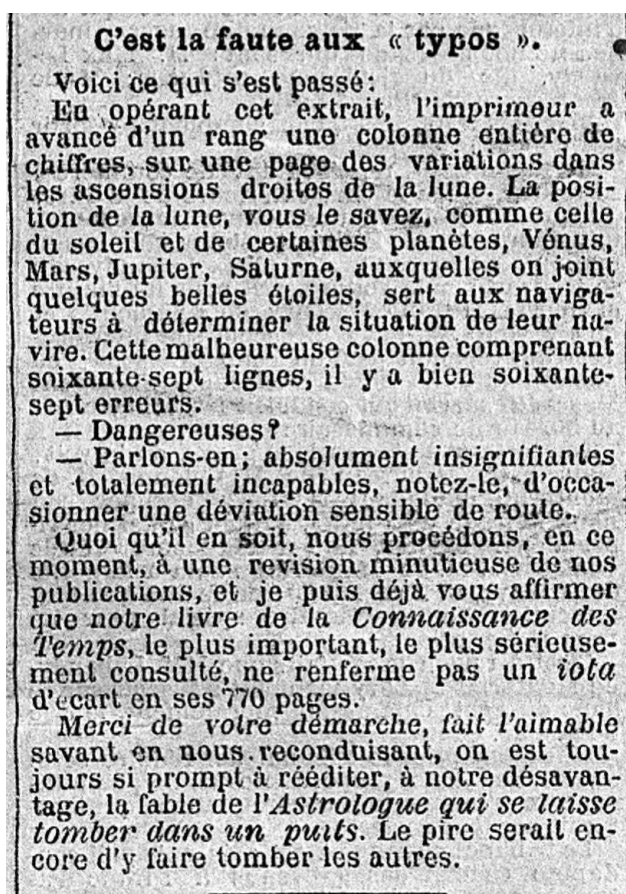 C'est la faute aux « typos ».
Voici ce qui s'est passé:
En opérant cet extrait, l'imprimeur a
avancé d'un rang une colonne entière de
chiffres, sur une page des variations dans
les ascensions droites de la lune. La posi-
tion de la lune, vous le savez, comme celle
du soleil et de certaines planètes, Vénus,
Mars, Jupiter, Saturne, auxquelles on joint
quelques belles étoiles, sert aux naviga-
teurs à déterminer la situation de leur na-
vire. Cette malheureuse colonne comprenant
soixante-sept lignes, il y a bien soixante-
sept erreurs.
— Dangereuses?
— Parlons-en; absolument insignifiantes
et totalement incapables, notez-le, d'occa-
sionner une déviation sensible de route.
Quoi qu'il en soit, nous procédons, en ce
moment, à une revision minutieuse de nos
publications, et je puis déjà vous affirmer
que notre livre de la Connaissance des
Temps, le plus important, le plus sérieuse-
ment consulté, ne renferme pas un iota
d'ecart en ses 770 pages.
Merci de votre démarche, fait l'aimable
savant en nous reconduisant, on est tou-
jours si prompt à rééditer, à notre désavan-
tage, la fable de l'Astrologue qui se laisse
tomber dans un puits. Le pire serait en-
core d'y faire tomber les autres.